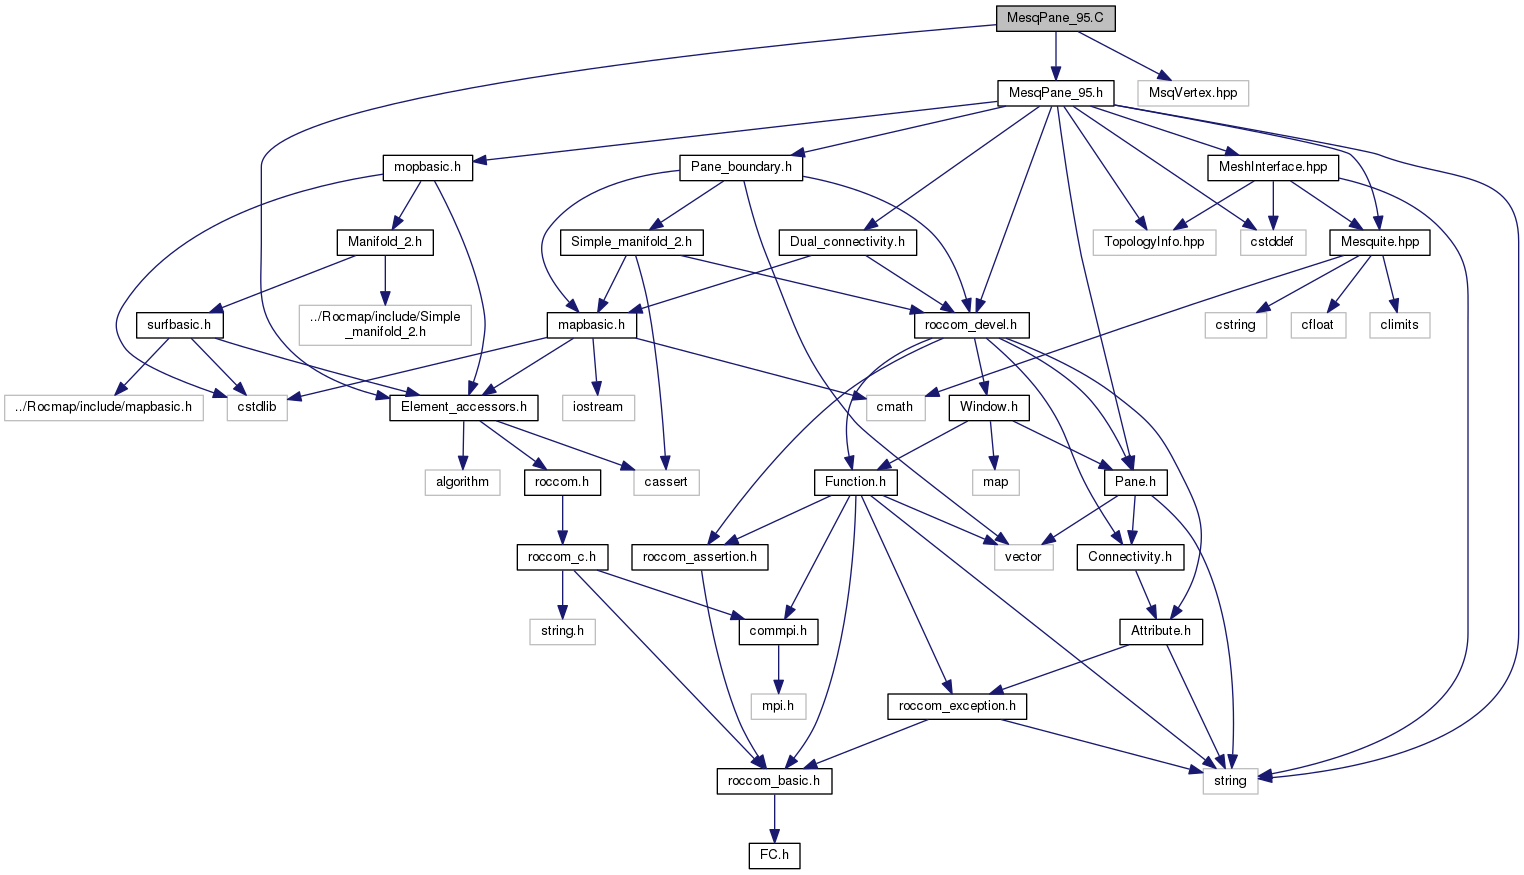 MesqPane_95.C
MesqPane_95.h
MsqVertex.hpp
mopbasic.h
Pane_boundary.h
MeshInterface.hpp
Manifold_2.h
Simple_manifold_2.h
Dual_connectivity.h
TopologyInfo.hpp
cstddef
Mesquite.hpp
surfbasic.h
../Rocmap/include/Simple
_manifold_2.h
mapbasic.h
roccom_devel.h
cstring
cfloat
climits
../Rocmap/include/mapbasic.h
cstdlib
Element_accessors.h
iostream
cmath
Window.h
algorithm
roccom.h
cassert
Function.h
map
Pane.h
roccom_c.h
roccom_assertion.h
vector
Connectivity.h
string.h
commpi.h
Attribute.h
mpi.h
roccom_exception.h
roccom_basic.h
string
FC.h